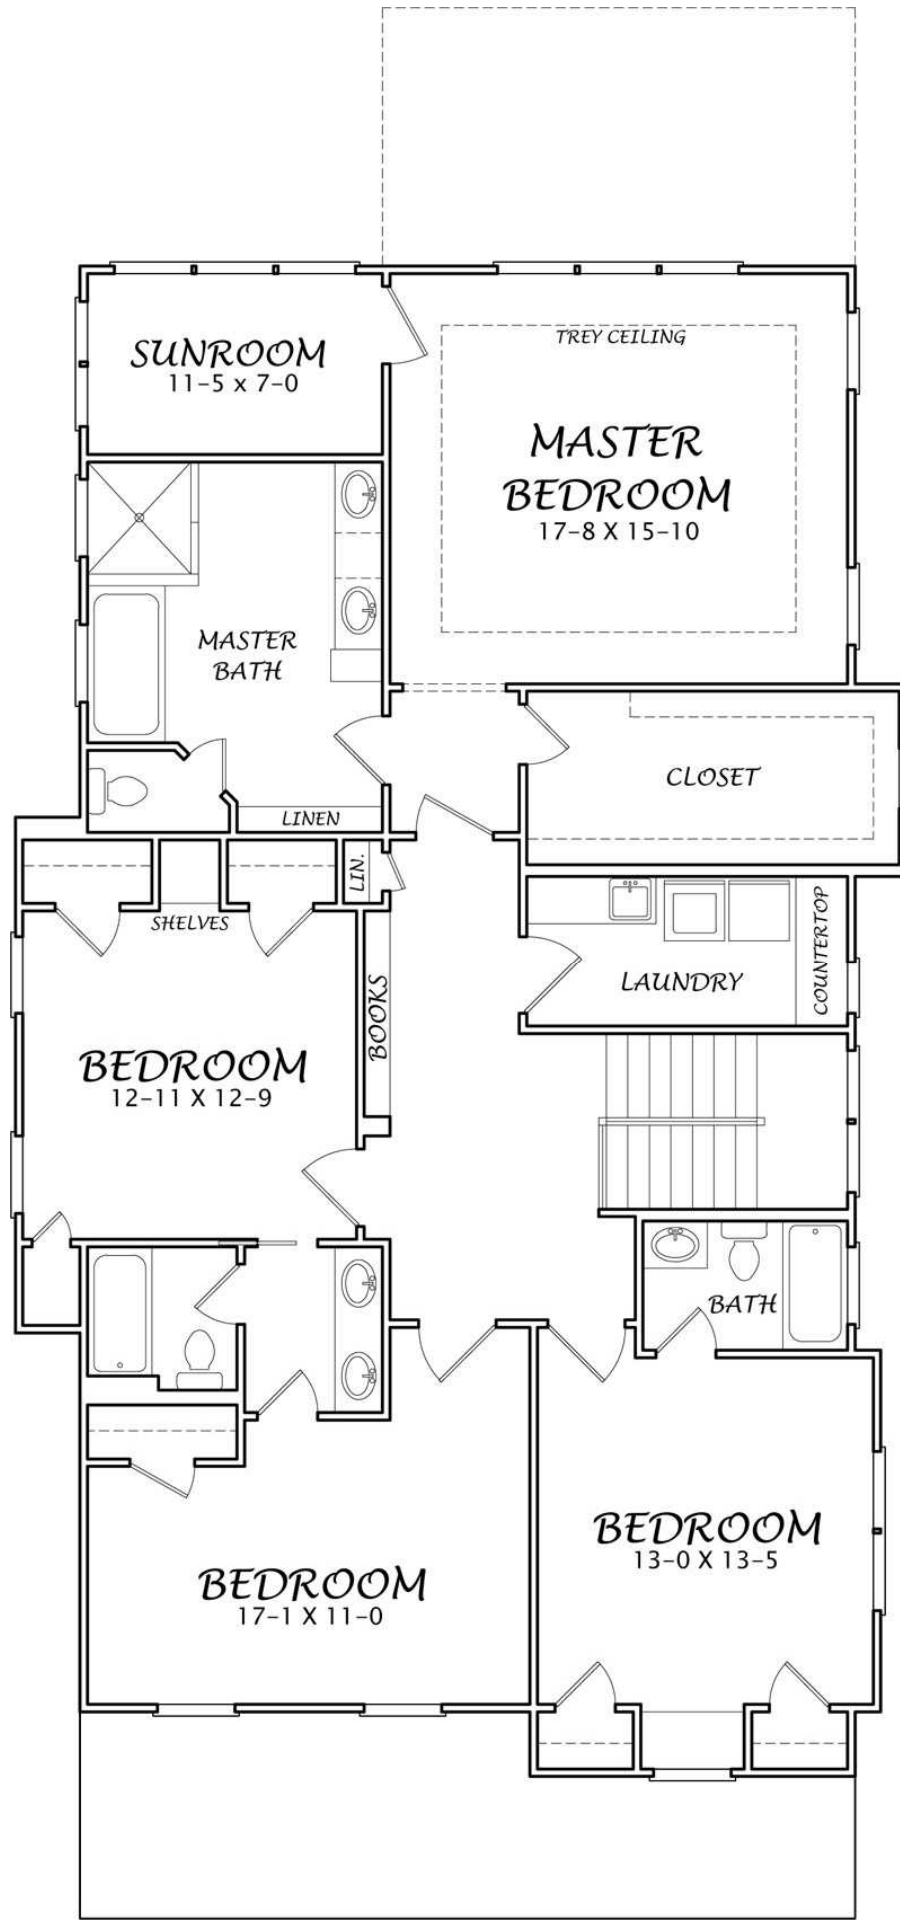 SUNROOM
11-5 x 7-0
TREY CEILING
MASTER
BEDROOM
17-8 X 15-10
MASTER
BATH
CLOSET
LINEN
LIN.
SHELVES
COUNTERTOP
LAUNDRY
BOOKS
BEDROOM
12-11 X 12-9
BATH
BEDROOM
13-0 X 13-5
BEDROOM
17-1 X 11-0